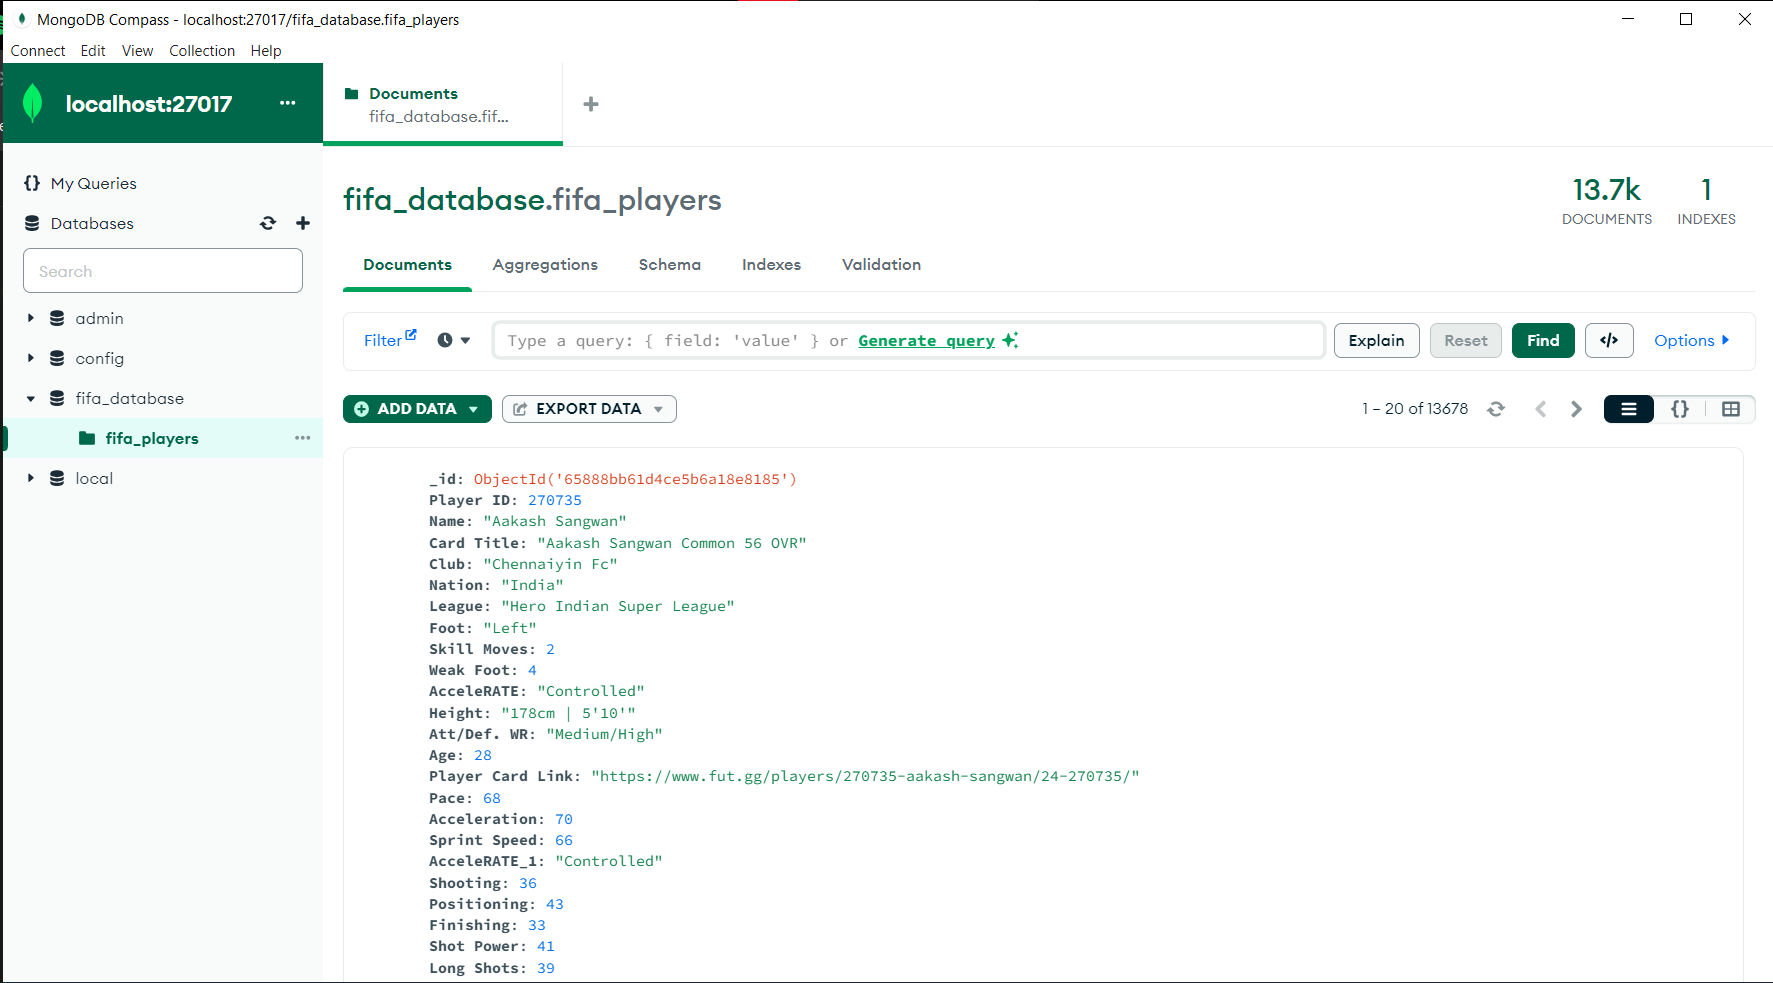 MongoDB Compass - localhost:27017/fifa_database.fifa_players
Connect Edit View Collection Help
localhost:27017
Documents
fifa_database.fif...
My Queries
Databases
Search
admin
config
fifa_database
fifa_players
local
fifa_database.fifa_players
13.7k
DOCUMENTS
1
INDEXES
Documents Aggregations Schema Indexes Validation
Filter
Type a query: { field: 'value' } or Generate query
Explain Reset Find </> Options
ADD DATA EXPORT DATA
1 – 20 of 13678
_id: ObjectId('65888bb61d4ce5b6a18e8185')
Player ID: 270735
Name: "Aakash Sangwan"
Card Title: "Aakash Sangwan Common 56 OVR"
Club: "Chennaiyin Fc"
Nation: "India"
League: "Hero Indian Super League"
Foot: "Left"
Skill Moves: 2
Weak Foot: 4
AcceleRATE: "Controlled"
Height: "178cm | 5'10'"
Att/Def. WR: "Medium/High"
Age: 28
Player Card Link: "https://www.fut.gg/players/270735-aakash-sangwan/24-270735/"
Pace: 68
Acceleration: 70
Sprint Speed: 66
AcceleRATE_1: "Controlled"
Shooting: 36
Positioning: 43
Finishing: 33
Shot Power: 41
Long Shots: 39